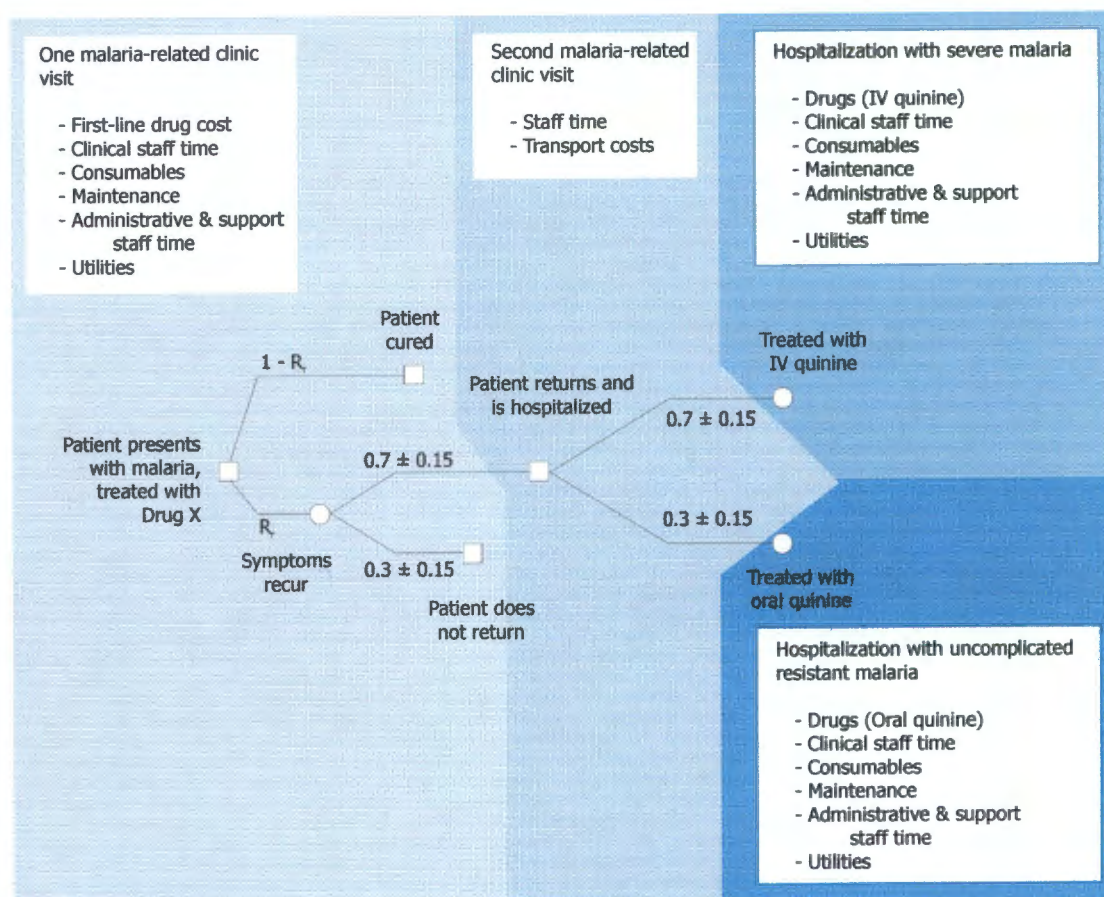 One malaria-related clinic
visit
- First-line drug cost
- Clinical staff time
- Consumables
- Maintenance
- Administrative & support
staff time
- Utilities
Second malaria-related
clinic visit
- Staff time
- Transport costs
Hospitalization with severe malaria
- Drugs (IV quinine)
- Clinical staff time
- Consumables
- Maintenance
- Administrative & support
staff time
- Utilities
Patient
cured
1 - Rr
Patient presents
with malaria,
treated with
Drug X
Rr
Symptoms
recur
0.7 ± 0.15
0.3 ± 0.15
Patient does
not return
Patient returns and
is hospitalized
0.7 ± 0.15
0.3 ± 0.15
Treated with
IV quinine
Treated with
oral quinine
Hospitalization with uncomplicated
resistant malaria
- Drugs (Oral quinine)
- Clinical staff time
- Consumables
- Maintenance
- Administrative & support
staff time
- Utilities